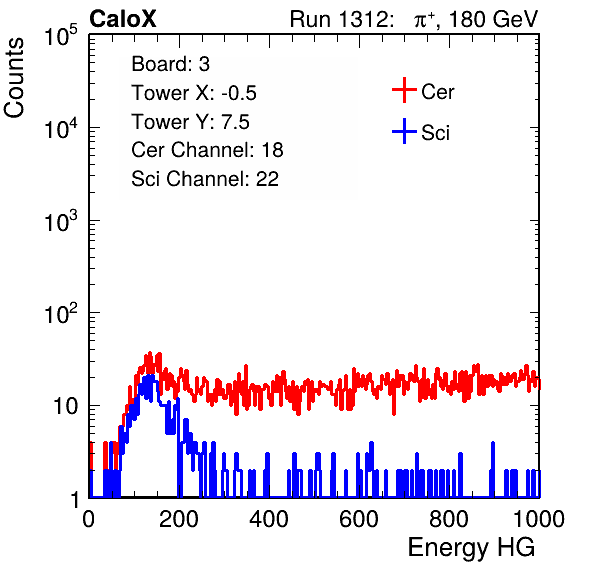 CaloX Run 1312: π⁺, 180 GeV
Counts
10⁵
10⁴
10³
10²
10
1
Board: 3
Tower X: -0.5
Tower Y: 7.5
Cer Channel: 18
Sci Channel: 22
Cer
Sci
0 200 400 600 800 1000
Energy HG